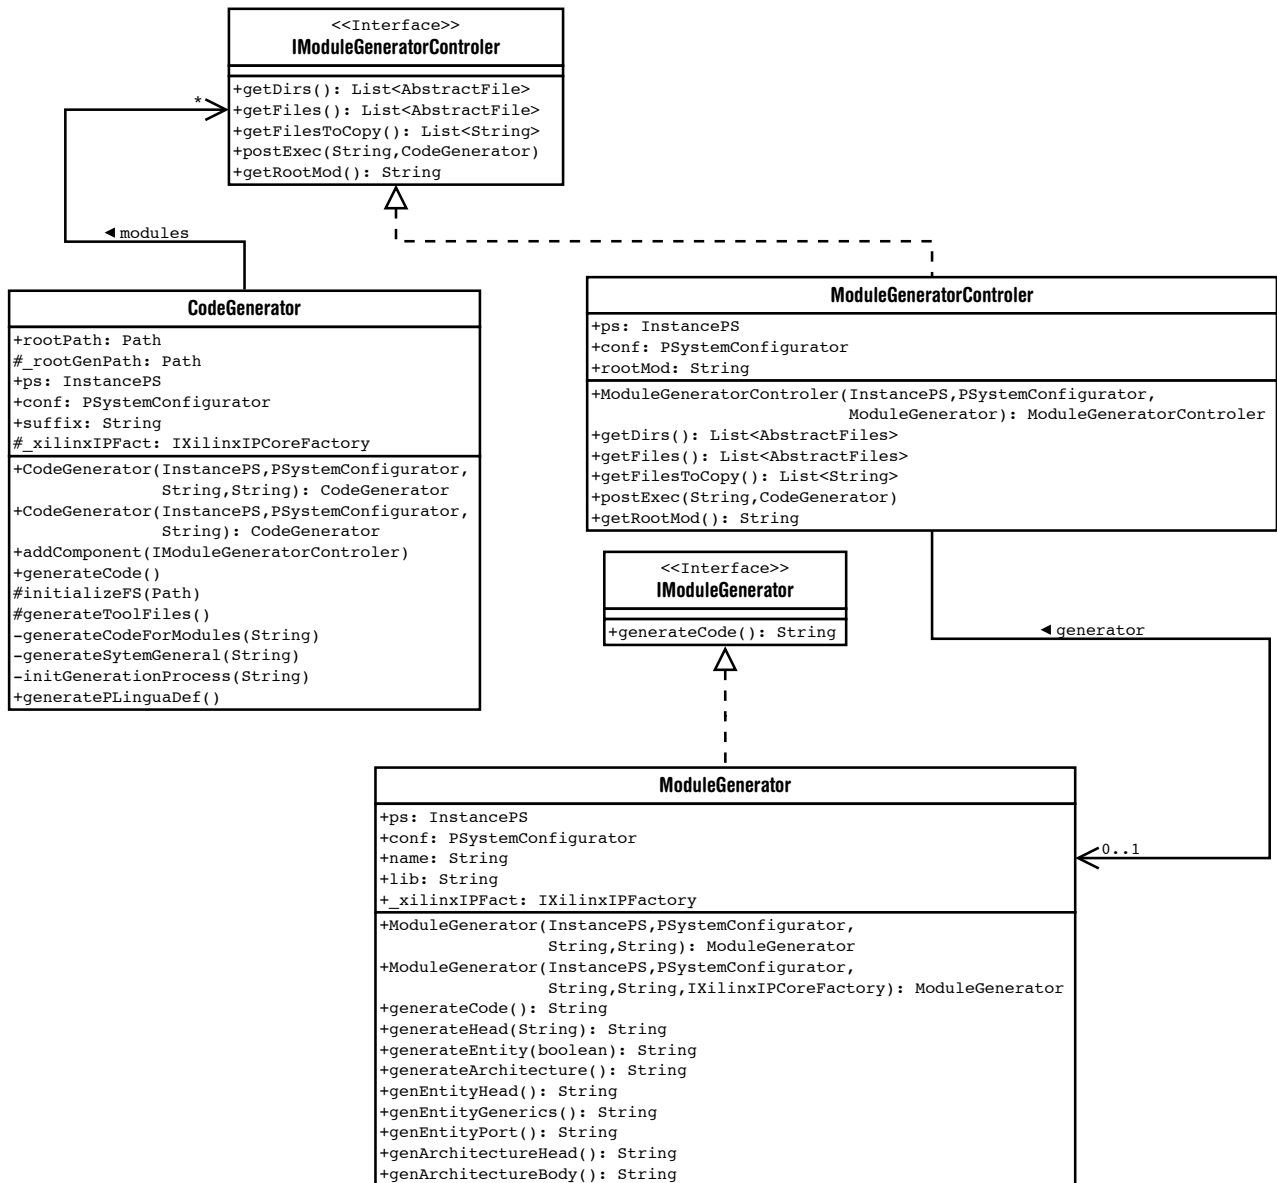 <<Interface>>
IModuleGeneratorControler
+getDirs(): List<AbstractFile>
+getFiles(): List<AbstractFile>
+getFilesToCopy(): List<String>
+postExec(String,CodeGenerator)
+getRootMod(): String
*
◄ modules
CodeGenerator
+rootPath: Path
#_rootGenPath: Path
+ps: InstancePS
+conf: PSystemConfigurator
+suffix: String
#_xilinxIPFact: IXilinxIPCoreFactory
+CodeGenerator(InstancePS,PSystemConfigurator,
String,String): CodeGenerator
+CodeGenerator(InstancePS,PSystemConfigurator,
String): CodeGenerator
+addComponent(IModuleGeneratorControler)
+generateCode()
#initializeFS(Path)
#generateToolFiles()
-generateCodeForModules(String)
-generateSytemGeneral(String)
-initGenerationProcess(String)
+generatePLinguaDef()
ModuleGeneratorControler
+ps: InstancePS
+conf: PSystemConfigurator
+rootMod: String
+ModuleGeneratorControler(InstancePS,PSystemConfigurator,
ModuleGenerator): ModuleGeneratorControler
+getDirs(): List<AbstractFiles>
+getFiles(): List<AbstractFiles>
+getFilesToCopy(): List<String>
+postExec(String,CodeGenerator)
+getRootMod(): String
<<Interface>>
IModuleGenerator
+generateCode(): String
◄ generator
0..1
ModuleGenerator
+ps: InstancePS
+conf: PSystemConfigurator
+name: String
+lib: String
+_xilinxIPFact: IXilinxIPFactory
+ModuleGenerator(InstancePS,PSystemConfigurator,
String,String): ModuleGenerator
+ModuleGenerator(InstancePS,PSystemConfigurator,
String,String,IXilinxIPCoreFactory): ModuleGenerator
+generateCode(): String
+generateHead(String): String
+generateEntity(boolean): String
+generateArchitecture(): String
+genEntityHead(): String
+genEntityGenerics(): String
+genEntityPort(): String
+genArchitectureHead(): String
+genArchitectureBody(): String